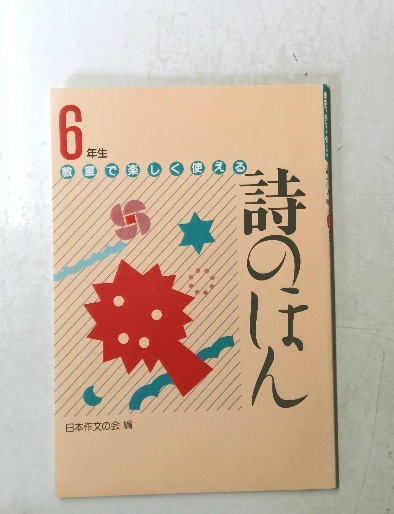 6年生
教室で楽しく使える
詩のほん
日本作文の会 編